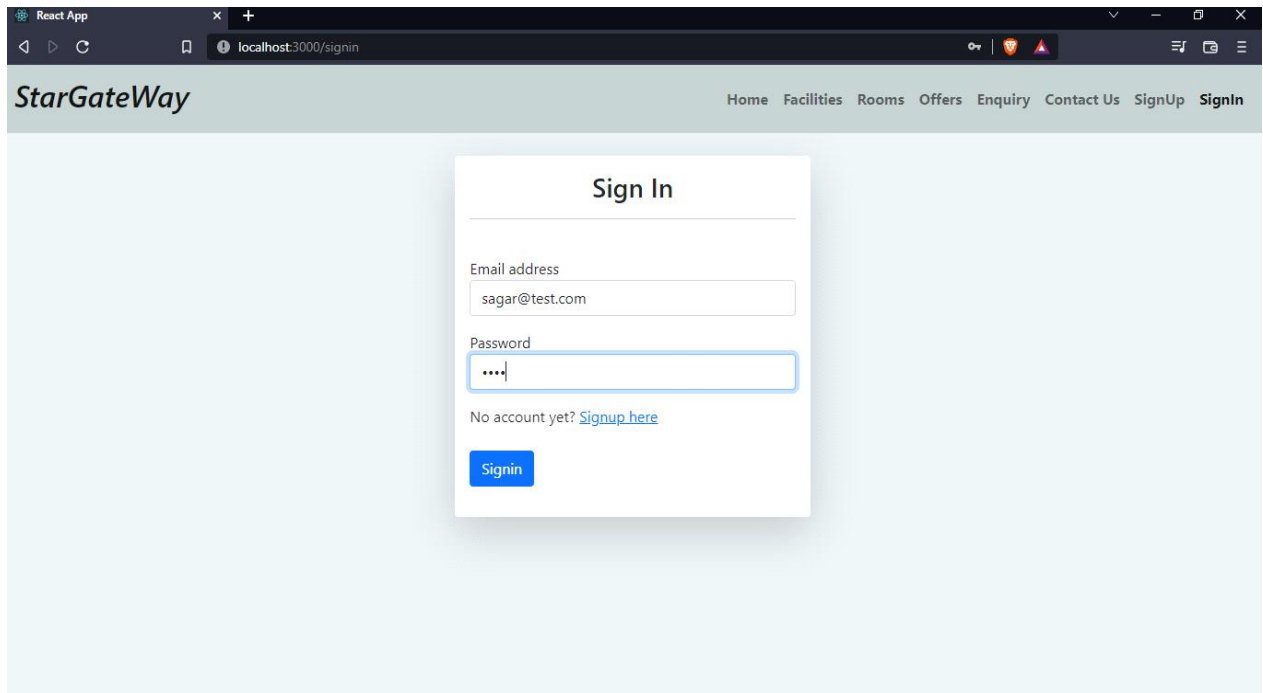 React App
localhost:3000/signin
StarGateWay
Home Facilities Rooms Offers Enquiry Contact Us SignUp SignIn
Sign In
Email address
sagar@test.com
Password
••••
No account yet? Signup here
Signin